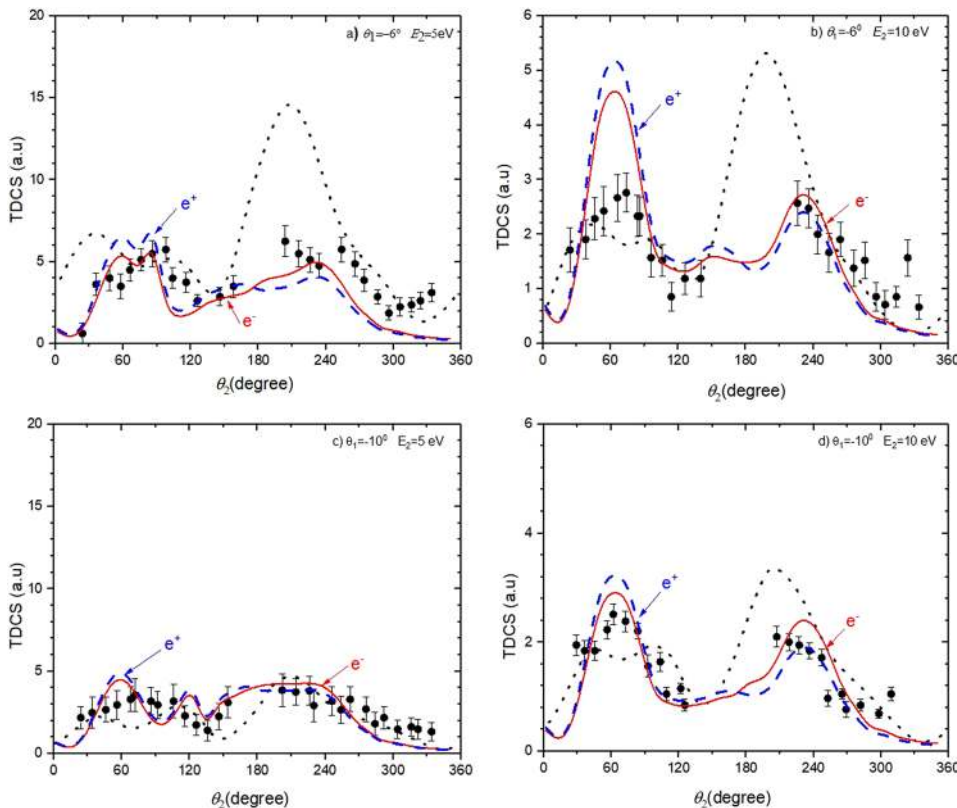 a) θ₁=–6° E₂=5eV
20
15
10
5
0
TDCS (a.u)
e⁺
e⁻
0 60 120 180 240 300 360
θ₂(degree)
b) θ₁=-6⁰ E₂=10 eV
6
5
4
3
2
1
0
TDCS (a.u)
e⁺
e⁻
0 60 120 180 240 300 360
θ₂(degree)
c) θ₁=-10⁰ E₂=5 eV
20
15
10
5
0
TDCS (a.u)
e⁺
e⁻
0 60 120 180 240 300 360
θ₂(degree)
d) θ₁=-10⁰ E₂=10 eV
6
4
2
0
TDCS (a.u)
e⁺
e⁻
0 60 120 180 240 300 360
θ₂(degree)